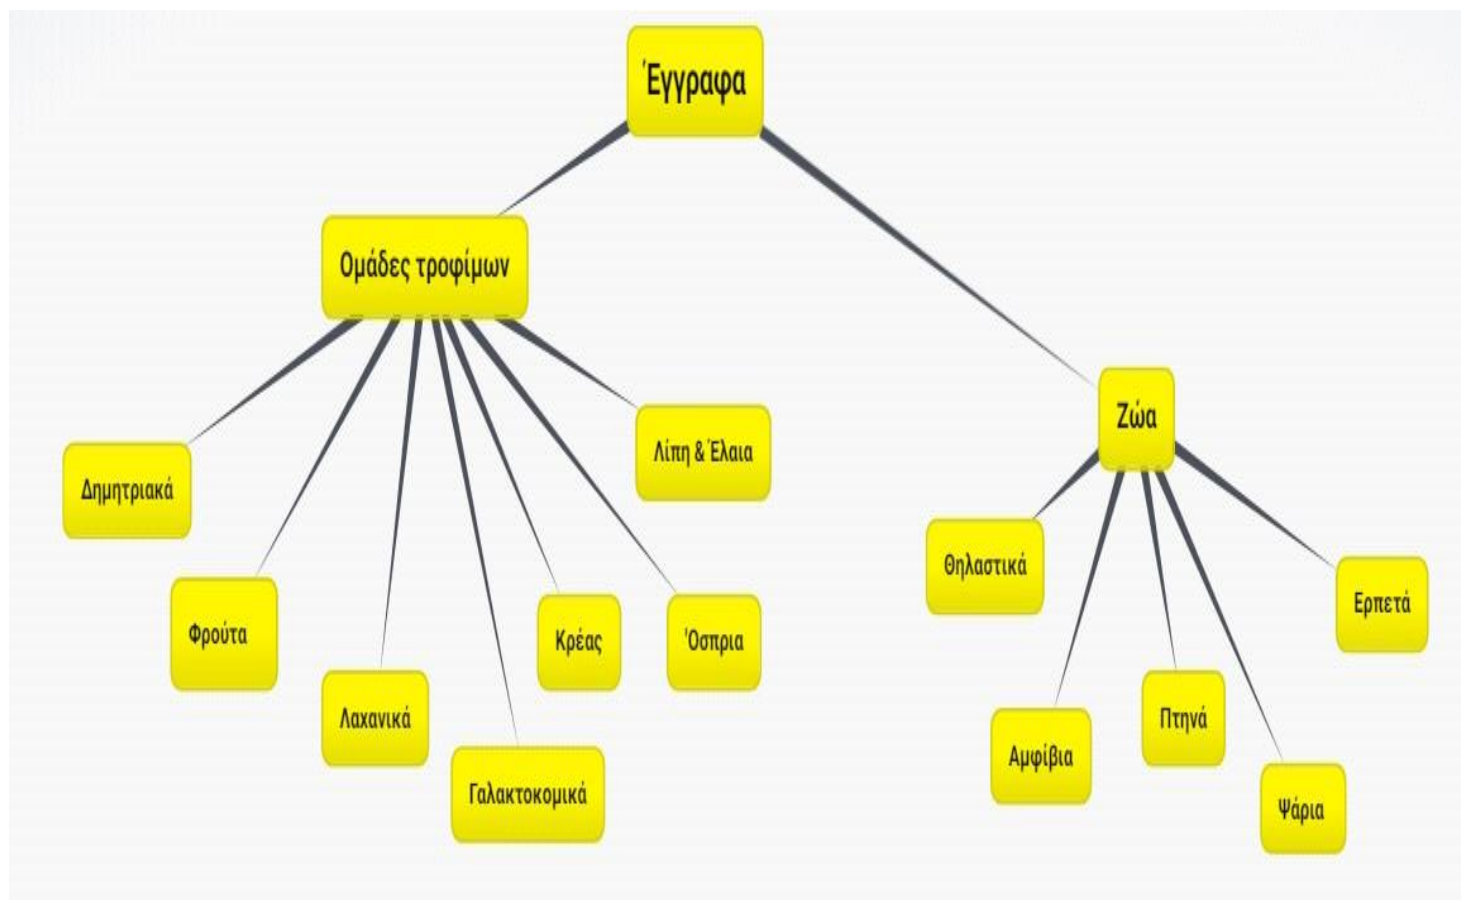 Έγγραφα
Ομάδες τροφίμων
Ζώα
Λίπη & Έλαια
Δημητριακά
Θηλαστικά
Ερπετά
Φρούτα
Κρέας
Όσπρια
Λαχανικά
Πτηνά
Αμφίβια
Γαλακτοκομικά
Ψάρια